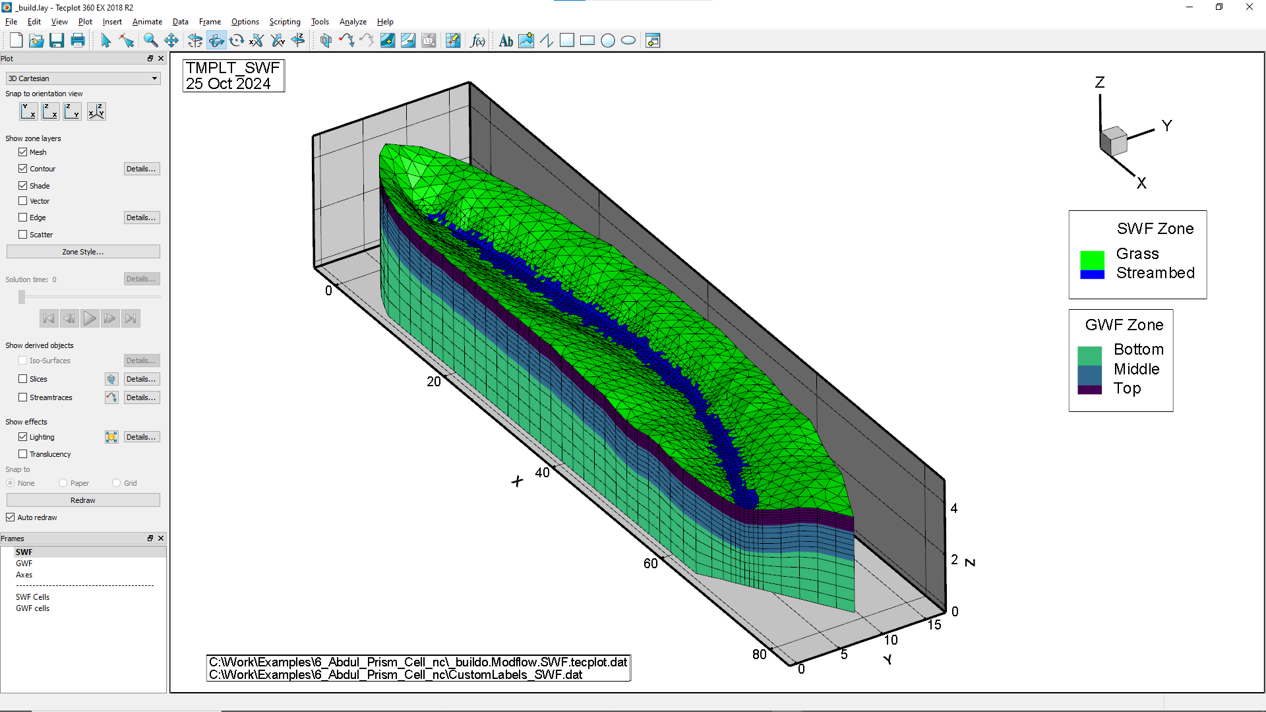 _build.lay - Tecplot 360 EX 2018 R2
File Edit View Plot Insert Animate Data Frame Options Scripting Tools Analyze Help
Plot
3D Cartesian
Snap to orientation view
Show zone layers
Mesh
Contour Details...
Shade
Vector
Edge Details...
Scatter
Zone Style...
Solution time: 0 Details...
Show derived objects
Iso-Surfaces Details...
Slices Details...
Streamtraces Details...
Show effects
Lighting Details...
Translucency
Snap to
None Paper Grid
Redraw
Auto redraw
Frames
SWF
GWF
Axes
SWF Cells
GWF cells
TMPLT_SWF
25 Oct 2024
Z
Y
X
SWF Zone
Grass
Streambed
GWF Zone
Bottom
Middle
Top
0
20
40
X
60
80
0
5
10
15
Y
0
2
4
Z
C:\Work\Examples\6_Abdul_Prism_Cell_nc\_buildo.Modflow.SWF.tecplot.dat
C:\Work\Examples\6_Abdul_Prism_Cell_nc\CustomLabels_SWF.dat